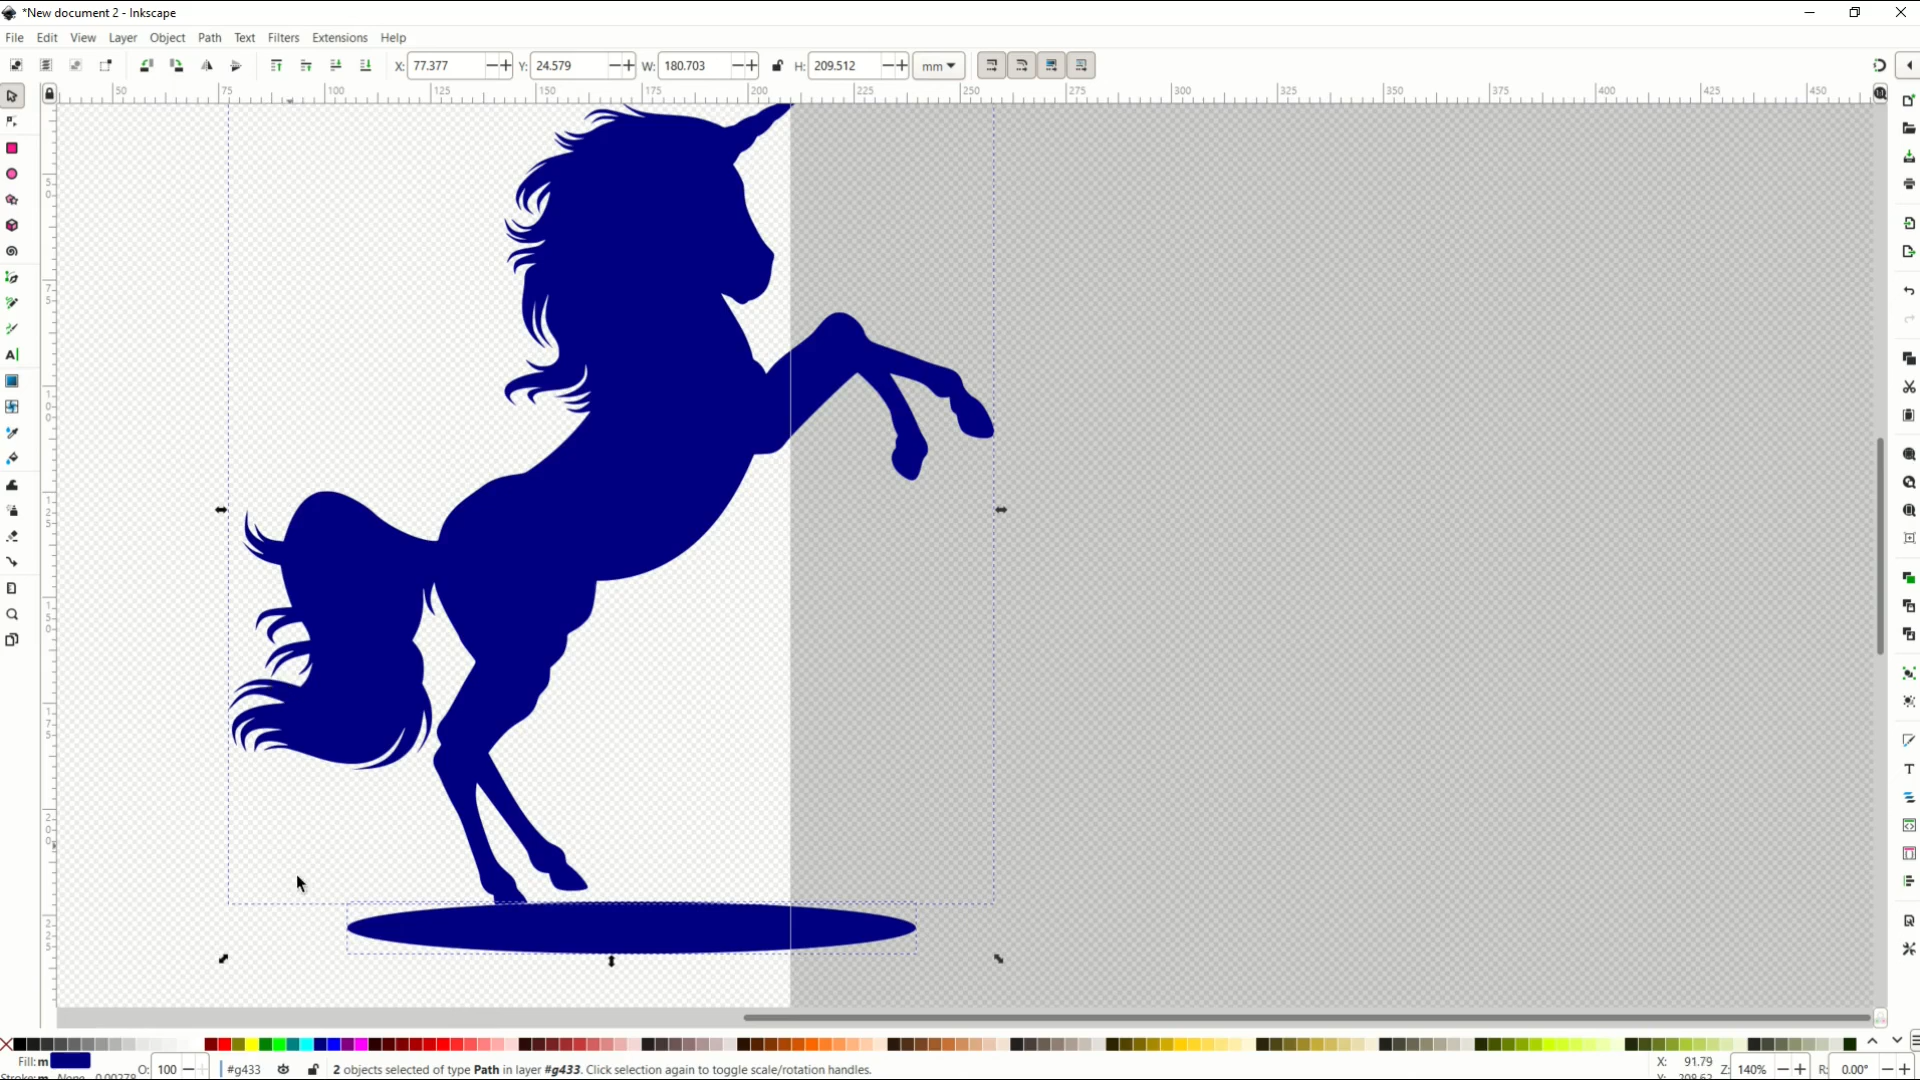 *New document 2 - Inkscape
File Edit View Layer Object Path Text Filters Extensions Help
X: 77.377 Y: 24.579 W: 180.703 H: 209.512 mm
50 75 100 125 150 175 200 225 250 275 300 325 350 375 400 425 450
Fill: m O: 100 #g433 2 objects selected of type Path in layer #g433. Click selection again to toggle scale/rotation handles. X: 91.79 Z: 140% R: 0.00°